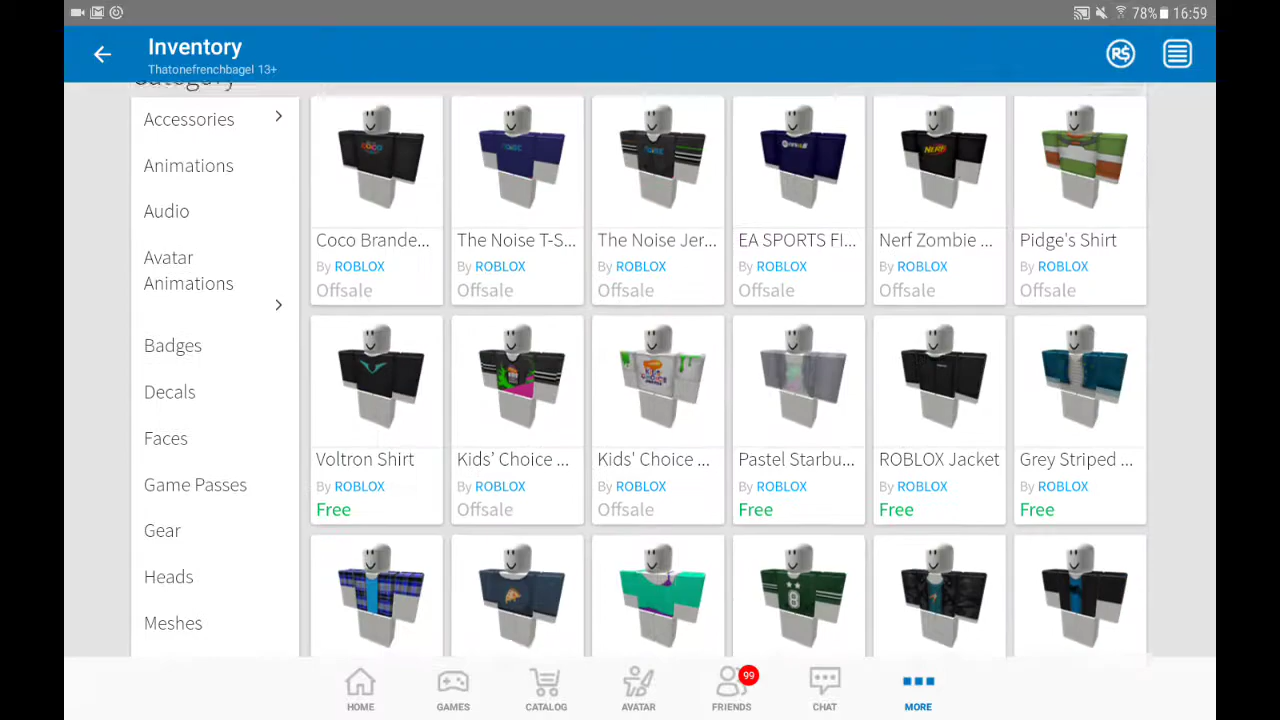 78% 16:59
Inventory
Thatonefrenchbagel 13+
R$
Category
Accessories
Animations
Audio
Avatar
Animations
Badges
Decals
Faces
Game Passes
Gear
Heads
Meshes
COCO
NERF
Coco Brande... The Noise T-S... The Noise Jer... EA SPORTS FI... Nerf Zombie ... Pidge's Shirt
By ROBLOX By ROBLOX By ROBLOX By ROBLOX By ROBLOX By ROBLOX
Offsale Offsale Offsale Offsale Offsale Offsale
Voltron Shirt Kids’ Choice ... Kids' Choice ... Pastel Starbu... ROBLOX Jacket Grey Striped ...
By ROBLOX By ROBLOX By ROBLOX By ROBLOX By ROBLOX By ROBLOX
Free Offsale Offsale Free Free Free
99
HOME GAMES CATALOG AVATAR FRIENDS CHAT MORE